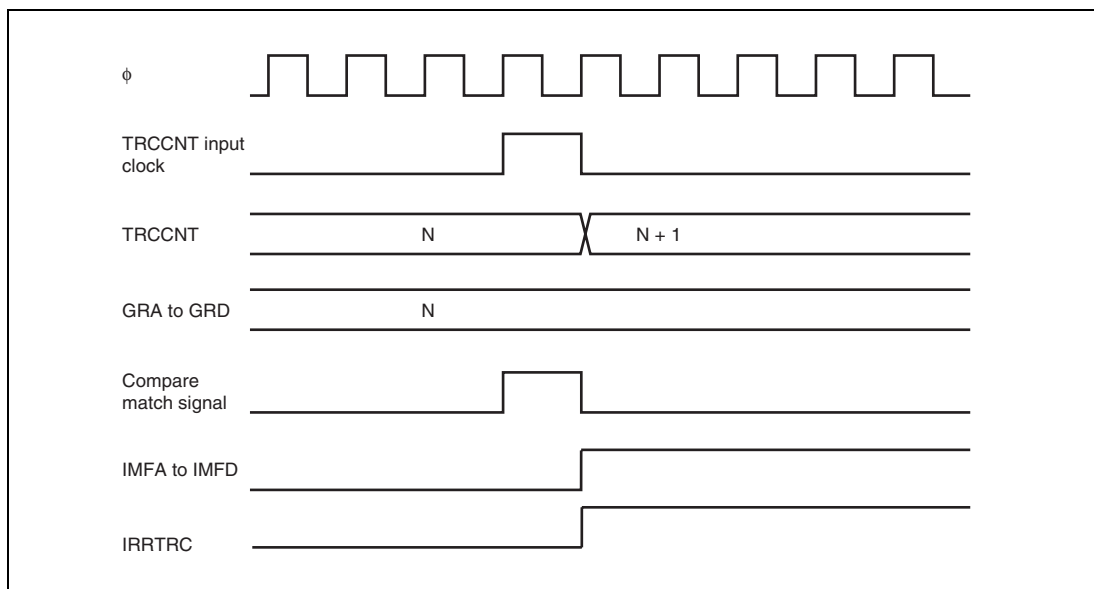 ϕ
TRCCNT input
clock
TRCCNT
N
N + 1
GRA to GRD
N
Compare
match signal
IMFA to IMFD
IRRTRC